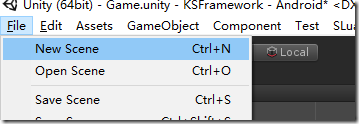 Unity (64bit) - Game.unity - KSFramework - Android* <DX
File Edit Assets GameObject Component Test SLua
New Scene Ctrl+N
Local
Open Scene Ctrl+O
Save Scene Ctrl+S